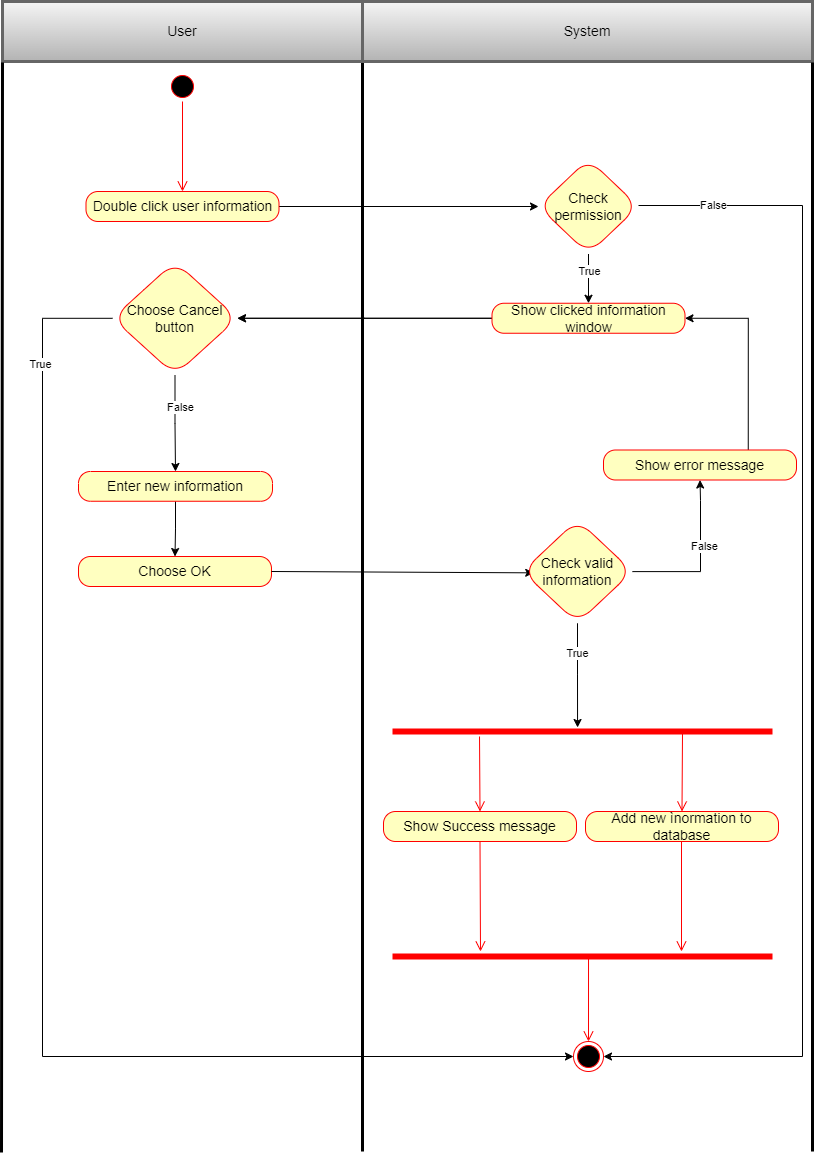 User
System
Double click user information
Check
permission
False
True
Choose Cancel
button
Show clicked information
window
True
False
Show error message
Enter new information
False
Choose OK
Check valid
information
True
Show Success message
Add new inormation to
database